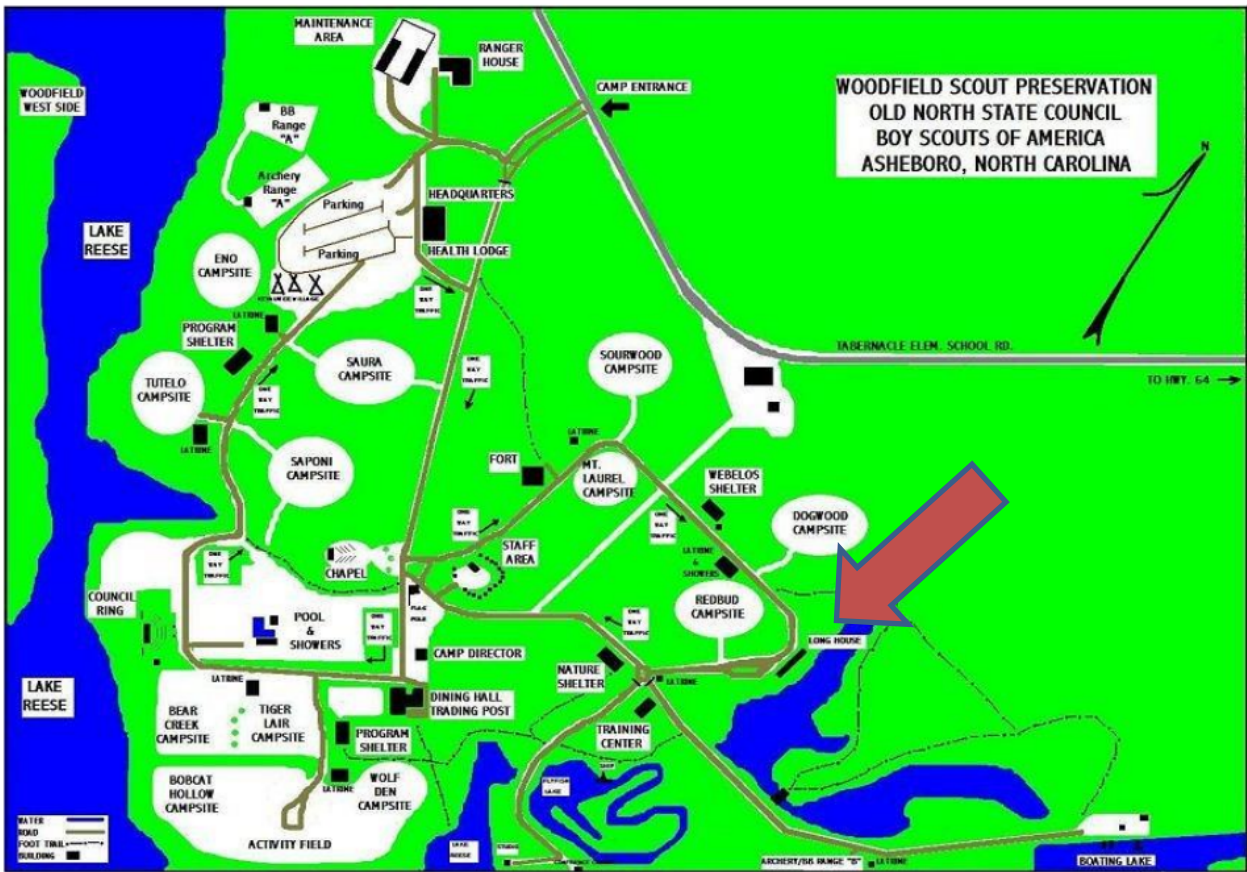 MAINTENANCE
AREA
RANGER
HOUSE
CAMP ENTRANCE
WOODFIELD SCOUT PRESERVATION
OLD NORTH STATE COUNCIL
BOY SCOUTS OF AMERICA
ASHEBORO, NORTH CAROLINA
N
WOODFIELD
WEST SIDE
BB
Range
"A"
Archery
Range
"A"
Parking
Parking
HEADQUARTERS
HEALTH LODGE
LAKE
REESE
ENO
CAMPSITE
VILLAGE
ONE
WAY
TRAFFIC
LATRINE
PROGRAM
SHELTER
SAURA
CAMPSITE
ONE
WAY
TRAFFIC
SOURWOOD
CAMPSITE
TABERNACLE ELEM. SCHOOL RD.
TO HWY. 64
TUTELO
CAMPSITE
ONE
WAY
TRAFFIC
LATRINE
SAPONI
CAMPSITE
LATRINE
FORT
MT.
LAUREL
CAMPSITE
WEBELOS
SHELTER
ONE
WAY
TRAFFIC
ONE
WAY
TRAFFIC
DOGWOOD
CAMPSITE
LATRINE
&
SHOWERS
ONE
WAY
TRAFFIC
CHAPEL
STAFF
AREA
COUNCIL
RING
POOL
&
SHOWERS
FLAG
POLE
ONE
WAY
TRAFFIC
REDBUD
CAMPSITE
ONE
WAY
TRAFFIC
LONG HOUSE
CAMP DIRECTOR
NATURE
SHELTER
LATRINE
LAKE
REESE
LATRINE
BEAR
CREEK
CAMPSITE
TIGER
LAIR
CAMPSITE
DINING HALL
TRADING POST
PROGRAM
SHELTER
TRAINING
CENTER
BOBCAT
HOLLOW
CAMPSITE
LATRINE
WOLF
DEN
CAMPSITE
LAKE
SHIP
ACTIVITY FIELD
WATER
ROAD
FOOT TRAIL
BUILDING
LAKE
REESE
ARCHERY/BB RANGE "B"
LATRINE
BOATING LAKE